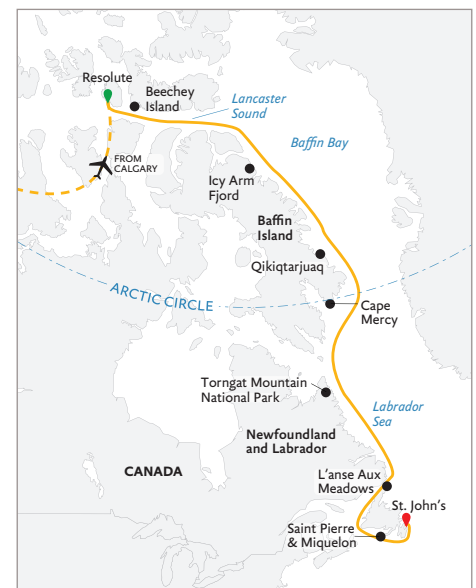 Resolute
Beechey
Island
Lancaster
Sound
Baffin Bay
FROM
CALGARY
Icy Arm
Fjord
Baffin
Island
Qikiqtarjuaq
ARCTIC CIRCLE
Cape
Mercy
Torngat Mountain
National Park
Labrador
Sea
Newfoundland
and Labrador
CANADA
L'anse Aux
Meadows
St. John's
Saint Pierre
& Miquelon